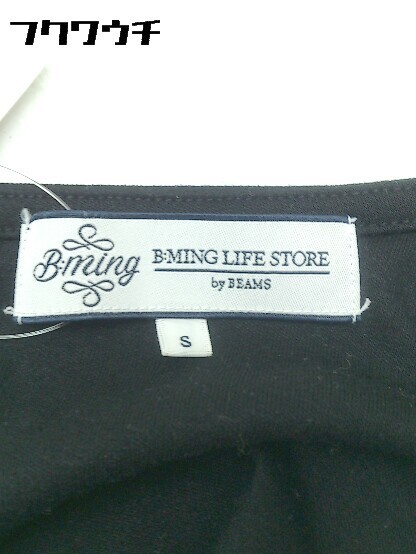 フクワウチ
B:ming
B:MING LIFE STORE
by BEAMS
S